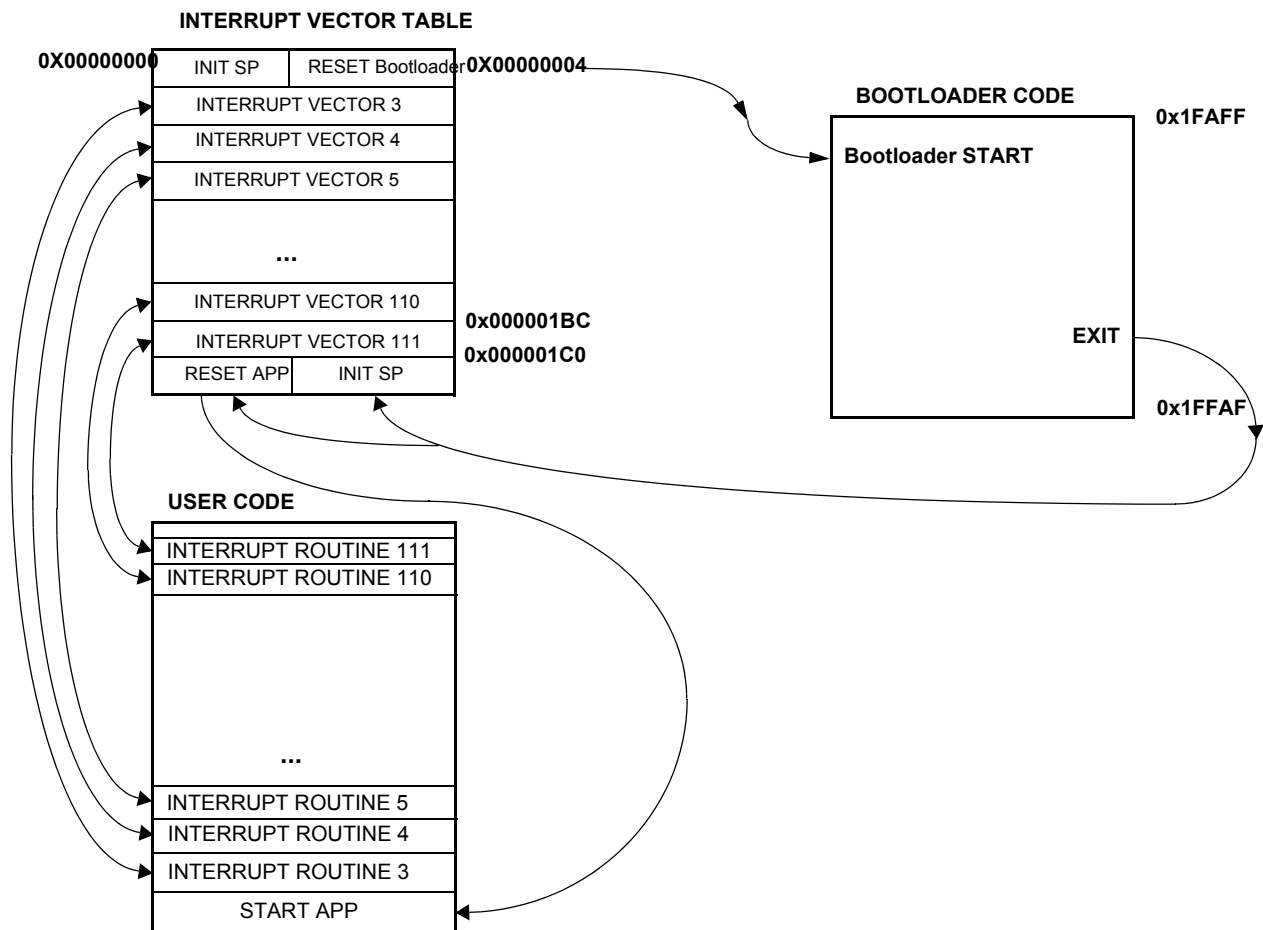 INTERRUPT VECTOR TABLE
0X00000000
INIT SP
RESET Bootloader
0X00000004
INTERRUPT VECTOR 3
INTERRUPT VECTOR 4
INTERRUPT VECTOR 5
...
INTERRUPT VECTOR 110
0x000001BC
INTERRUPT VECTOR 111
0x000001C0
RESET APP
INIT SP
BOOTLOADER CODE
0x1FAFF
Bootloader START
EXIT
0x1FFAF
USER CODE
INTERRUPT ROUTINE 111
INTERRUPT ROUTINE 110
...
INTERRUPT ROUTINE 5
INTERRUPT ROUTINE 4
INTERRUPT ROUTINE 3
START APP